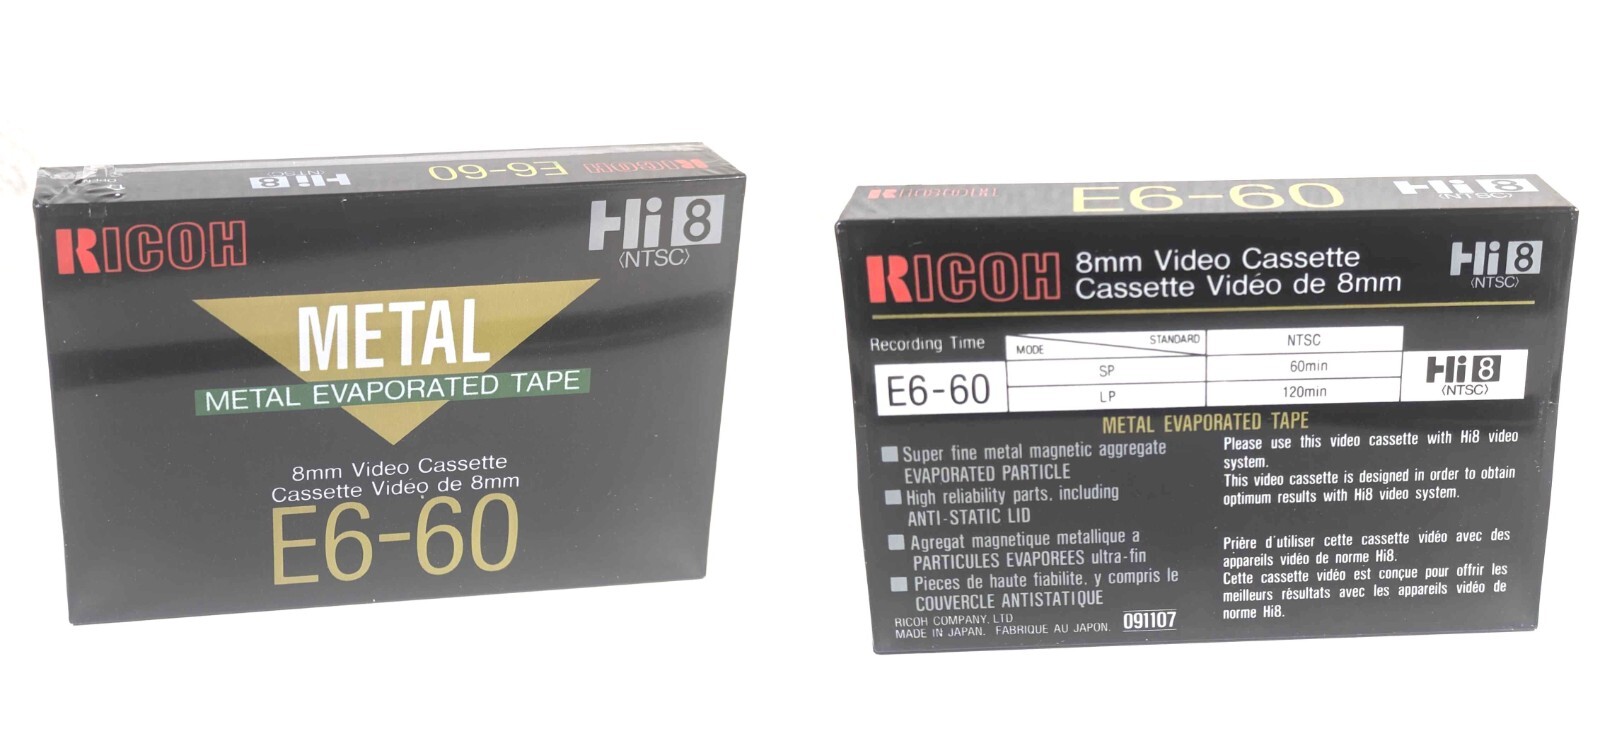 RICOH E6-60 Hi8 (NTSC)
RICOH
Hi8
(NTSC)
METAL
METAL EVAPORATED TAPE
8mm Video Cassette
Cassette Vidéo de 8mm
E6-60
RICOH E6-60 Hi8
(NTSC)
RICOH
8mm Video Cassette
Cassette Vidéo de 8mm
Hi8
(NTSC)
Recording Time
E6-60
MODE STANDARD NTSC
SP 60min
LP 120min
Hi8
(NTSC)
METAL EVAPORATED TAPE
Super fine metal magnetic aggregate
EVAPORATED PARTICLE
High reliability parts, including
ANTI-STATIC LID
Agregat magnetique metallique a
PARTICULES EVAPOREES ultra-fin
Pieces de haute fiabilite, y compris le
COUVERCLE ANTISTATIQUE
RICOH COMPANY, LTD
MADE IN JAPAN. FABRIQUE AU JAPON. 091107
Please use this video cassette with Hi8 video
system.
This video cassette is designed in order to obtain
optimum results with Hi8 video system.
Prière d'utiliser cette cassette vidéo avec des
appareils vidéo de norme Hi8.
Cette cassette vidéo est conçue pour offrir les
meilleurs résultats avec les appareils vidéo de
norme Hi8.